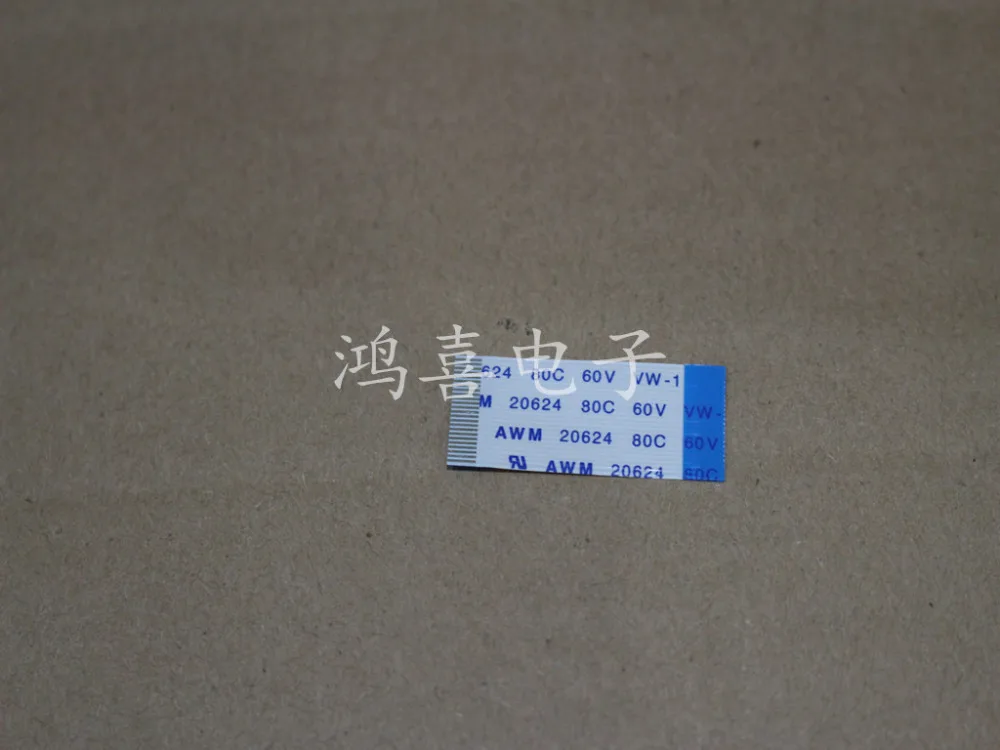 鸿喜电子
624 80C 60V VW-1
M 20624 80C 60V VW-
AWM 20624 80C 60V
AWM 20624 80C